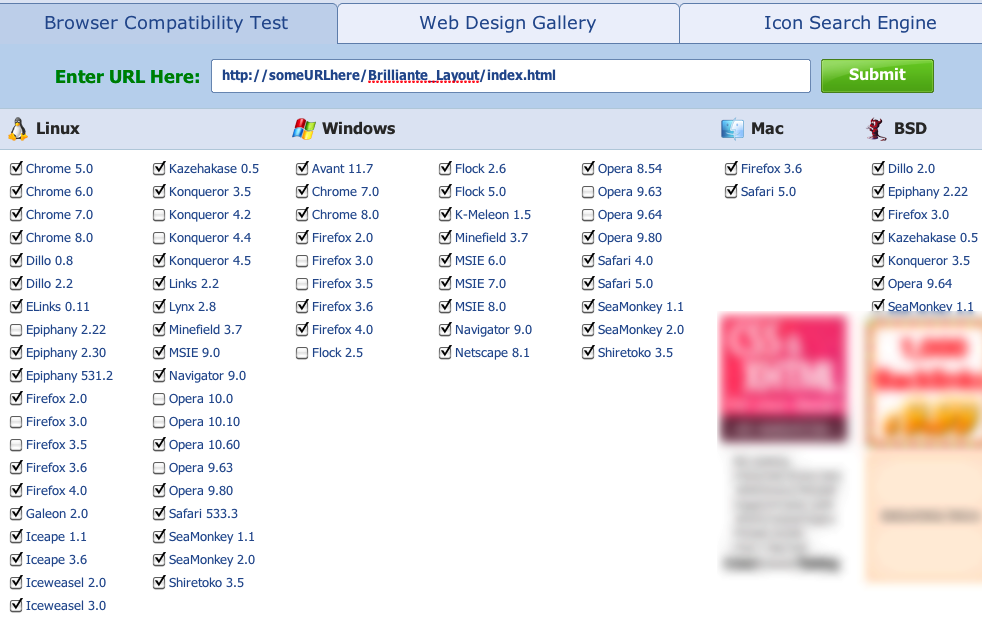 Browser Compatibility Test
Web Design Gallery
Icon Search Engine
Enter URL Here:
http://someURLhere/Brilliante_Layout/index.html
Submit
Linux
Chrome 5.0
Chrome 6.0
Chrome 7.0
Chrome 8.0
Dillo 0.8
Dillo 2.2
ELinks 0.11
Epiphany 2.22
Epiphany 2.30
Epiphany 531.2
Firefox 2.0
Firefox 3.0
Firefox 3.5
Firefox 3.6
Firefox 4.0
Galeon 2.0
Iceape 1.1
Iceape 3.6
Iceweasel 2.0
Iceweasel 3.0
Kazehakase 0.5
Konqueror 3.5
Konqueror 4.2
Konqueror 4.4
Konqueror 4.5
Links 2.2
Lynx 2.8
Minefield 3.7
MSIE 9.0
Navigator 9.0
Opera 10.0
Opera 10.10
Opera 10.60
Opera 9.63
Opera 9.80
Safari 533.3
SeaMonkey 1.1
SeaMonkey 2.0
Shiretoko 3.5
Windows
Avant 11.7
Chrome 7.0
Chrome 8.0
Firefox 2.0
Firefox 3.0
Firefox 3.5
Firefox 3.6
Firefox 4.0
Flock 2.5
Flock 2.6
Flock 5.0
K-Meleon 1.5
Minefield 3.7
MSIE 6.0
MSIE 7.0
MSIE 8.0
Navigator 9.0
Netscape 8.1
Opera 8.54
Opera 9.63
Opera 9.64
Opera 9.80
Safari 4.0
Safari 5.0
SeaMonkey 1.1
SeaMonkey 2.0
Shiretoko 3.5
Mac
Firefox 3.6
Safari 5.0
BSD
Dillo 2.0
Epiphany 2.22
Firefox 3.0
Kazehakase 0.5
Konqueror 3.5
Opera 9.64
SeaMonkey 1.1